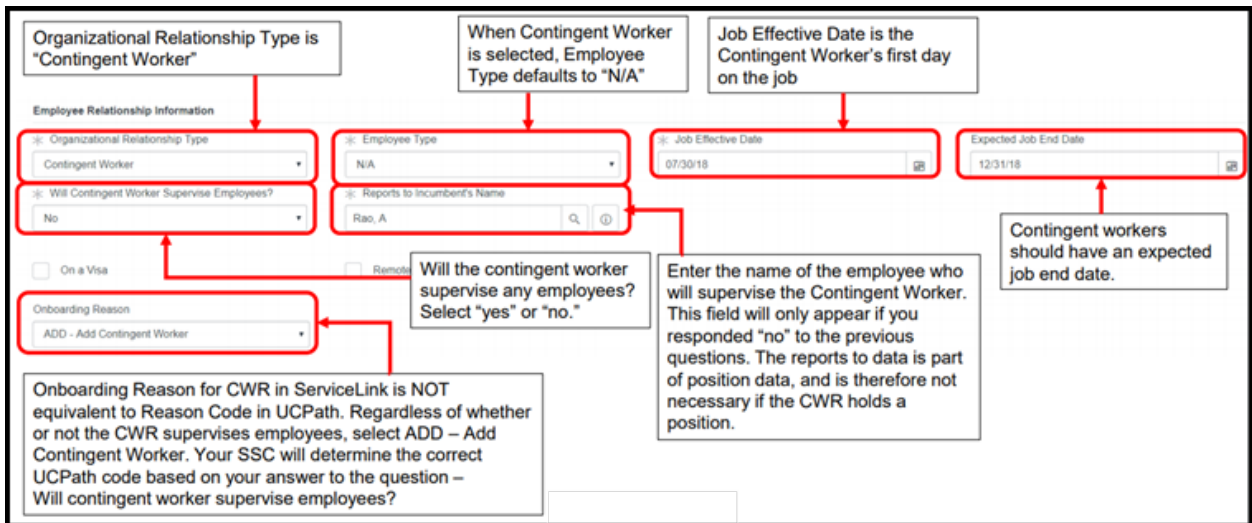 Organizational Relationship Type is
“Contingent Worker”
When Contingent Worker
is selected, Employee
Type defaults to “N/A”
Job Effective Date is the
Contingent Worker’s first day
on the job
Employee Relationship Information
Organizational Relationship Type
Contingent Worker
Employee Type
N/A
Job Effective Date
07/30/18
Expected Job End Date
12/31/18
Will Contingent Worker Supervise Employees?
No
Reports to Incumbent's Name
Rao, A
On a Visa
Remote
Onboarding Reason
ADD - Add Contingent Worker
Will the contingent worker
supervise any employees?
Select “yes” or “no.”
Enter the name of the employee who
will supervise the Contingent Worker.
This field will only appear if you
responded “no” to the previous
questions. The reports to data is part
of position data, and is therefore not
necessary if the CWR holds a
position.
Contingent workers
should have an expected
job end date.
Onboarding Reason for CWR in ServiceLink is NOT
equivalent to Reason Code in UCPath. Regardless of whether
or not the CWR supervises employees, select ADD – Add
Contingent Worker. Your SSC will determine the correct
UCPath code based on your answer to the question –
Will contingent worker supervise employees?